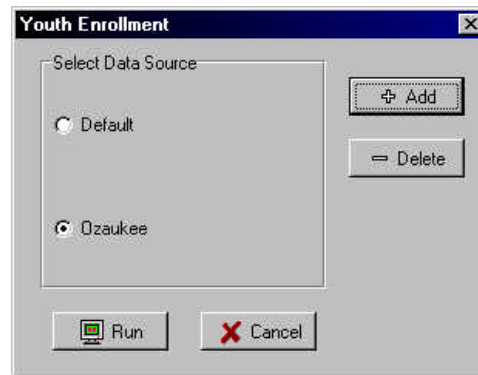 Youth Enrollment
Select Data Source
Default
Ozaukee
Add
Delete
Run
Cancel